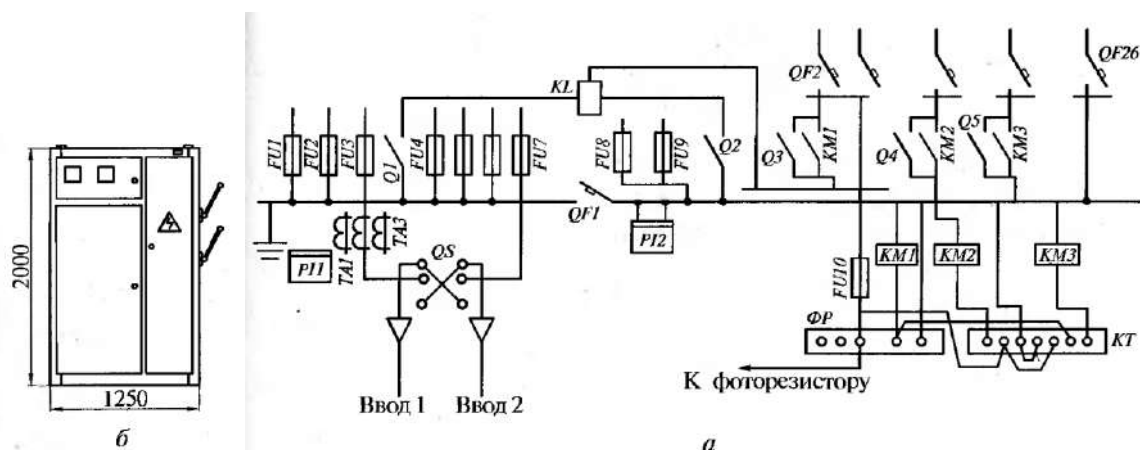 2000
1250
б
FU1
FU2
FU3
Q1
FU4
FU7
KL
FU8
FU9
Q2
QF1
PI1
TA1
TA3
QS
PI2
Ввод 1
Ввод 2
QF2
QF26
Q3
KM1
Q4
KM2
Q5
KM3
FU10
KM1
KM2
KM3
ФР
КТ
К фоторезистору
а